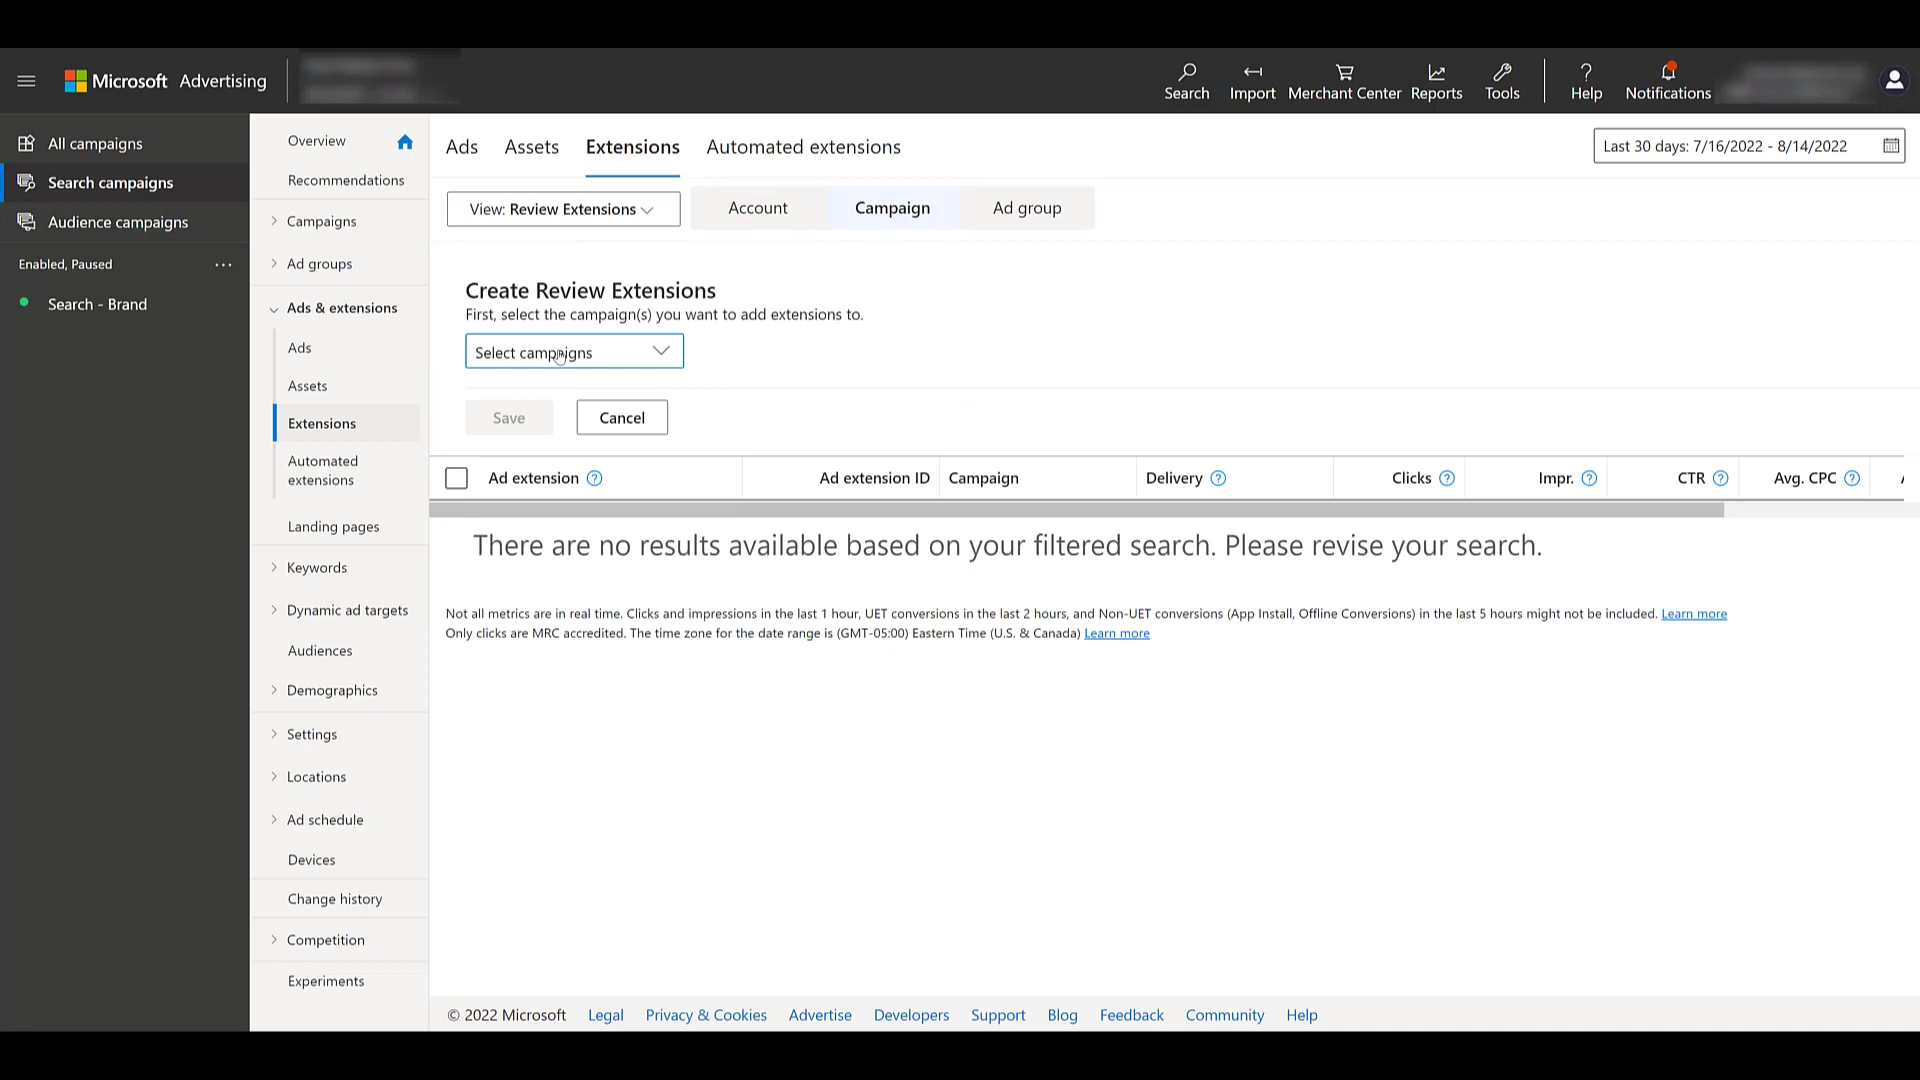 Microsoft Advertising
Search
Import
Merchant Center
Reports
Tools
Help
Notifications
All campaigns
Search campaigns
Audience campaigns
Enabled, Paused
Search - Brand
Overview
Recommendations
Campaigns
Ad groups
Ads & extensions
Ads
Assets
Extensions
Automated
extensions
Landing pages
Keywords
Dynamic ad targets
Audiences
Demographics
Settings
Locations
Ad schedule
Devices
Change history
Competition
Experiments
Ads Assets Extensions Automated extensions
Last 30 days: 7/16/2022 - 8/14/2022
View: Review Extensions
Account Campaign Ad group
Create Review Extensions
First, select the campaign(s) you want to add extensions to.
Select campaigns
Save Cancel
Ad extension Ad extension ID Campaign Delivery Clicks Impr. CTR Avg. CPC
There are no results available based on your filtered search. Please revise your search.
Not all metrics are in real time. Clicks and impressions in the last 1 hour, UET conversions in the last 2 hours, and Non-UET conversions (App Install, Offline Conversions) in the last 5 hours might not be included. Learn more
Only clicks are MRC accredited. The time zone for the date range is (GMT-05:00) Eastern Time (U.S. & Canada) Learn more
© 2022 Microsoft Legal Privacy & Cookies Advertise Developers Support Blog Feedback Community Help